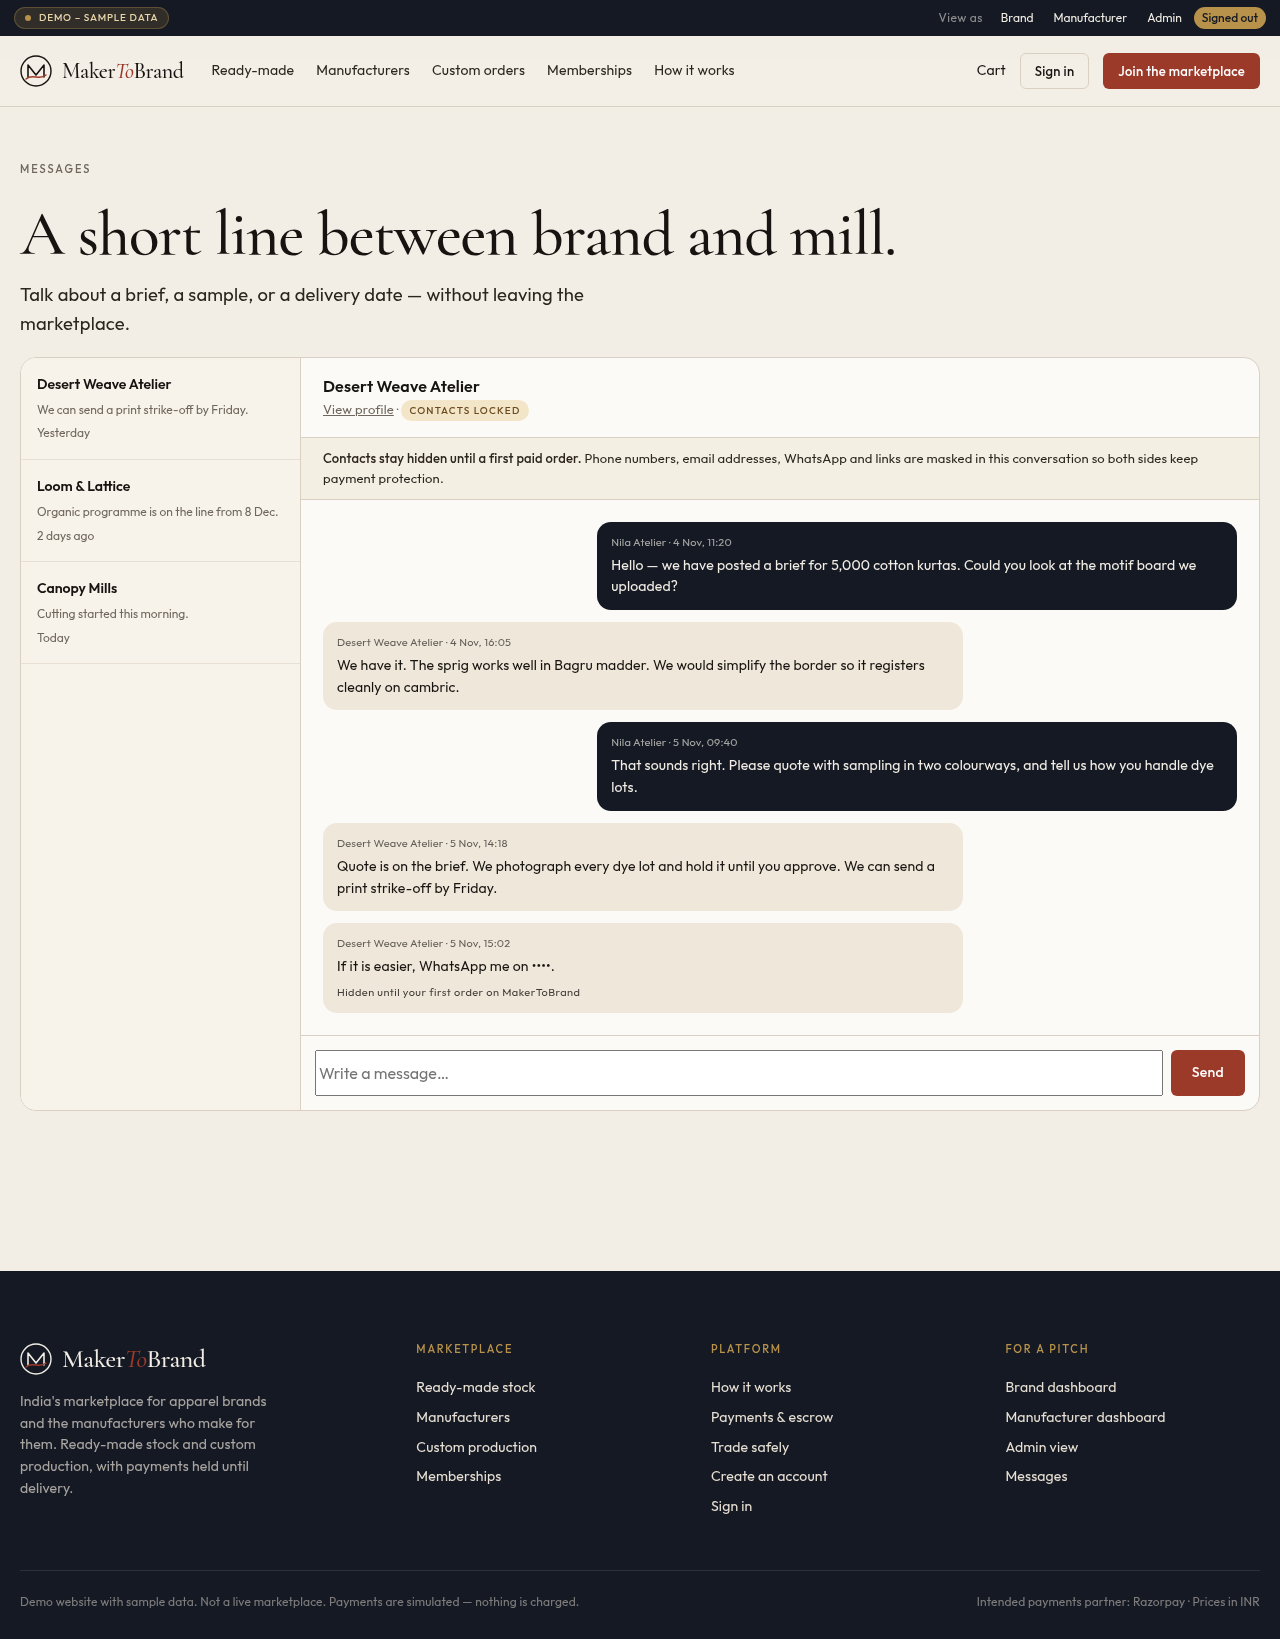 DEMO – SAMPLE DATA
View as Brand Manufacturer Admin Signed out
MakerToBrand
Ready-made Manufacturers Custom orders Memberships How it works
Cart Sign in Join the marketplace
MESSAGES
A short line between brand and mill.
Talk about a brief, a sample, or a delivery date — without leaving the
marketplace.
Desert Weave Atelier
We can send a print strike-off by Friday.
Yesterday
Loom & Lattice
Organic programme is on the line from 8 Dec.
2 days ago
Canopy Mills
Cutting started this morning.
Today
Desert Weave Atelier
View profile · CONTACTS LOCKED
Contacts stay hidden until a first paid order. Phone numbers, email addresses, WhatsApp and links are masked in this conversation so both sides keep
payment protection.
Nila Atelier · 4 Nov, 11:20
Hello — we have posted a brief for 5,000 cotton kurtas. Could you look at the motif board we
uploaded?
Desert Weave Atelier · 4 Nov, 16:05
We have it. The sprig works well in Bagru madder. We would simplify the border so it registers
cleanly on cambric.
Nila Atelier · 5 Nov, 09:40
That sounds right. Please quote with sampling in two colourways, and tell us how you handle dye
lots.
Desert Weave Atelier · 5 Nov, 14:18
Quote is on the brief. We photograph every dye lot and hold it until you approve. We can send a
print strike-off by Friday.
Desert Weave Atelier · 5 Nov, 15:02
If it is easier, WhatsApp me on ••••.
Hidden until your first order on MakerToBrand
Write a message…
Send
MakerToBrand
India's marketplace for apparel brands
and the manufacturers who make for
them. Ready-made stock and custom
production, with payments held until
delivery.
MARKETPLACE
Ready-made stock
Manufacturers
Custom production
Memberships
PLATFORM
How it works
Payments & escrow
Trade safely
Create an account
Sign in
FOR A PITCH
Brand dashboard
Manufacturer dashboard
Admin view
Messages
Demo website with sample data. Not a live marketplace. Payments are simulated — nothing is charged.
Intended payments partner: Razorpay · Prices in INR